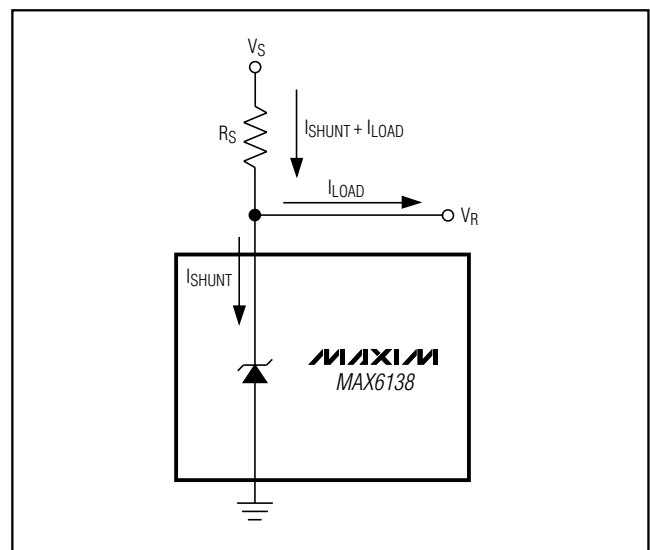 VS
RS
ISHUNT + ILOAD
ILOAD
VR
ISHUNT
MAXIM
MAX6138